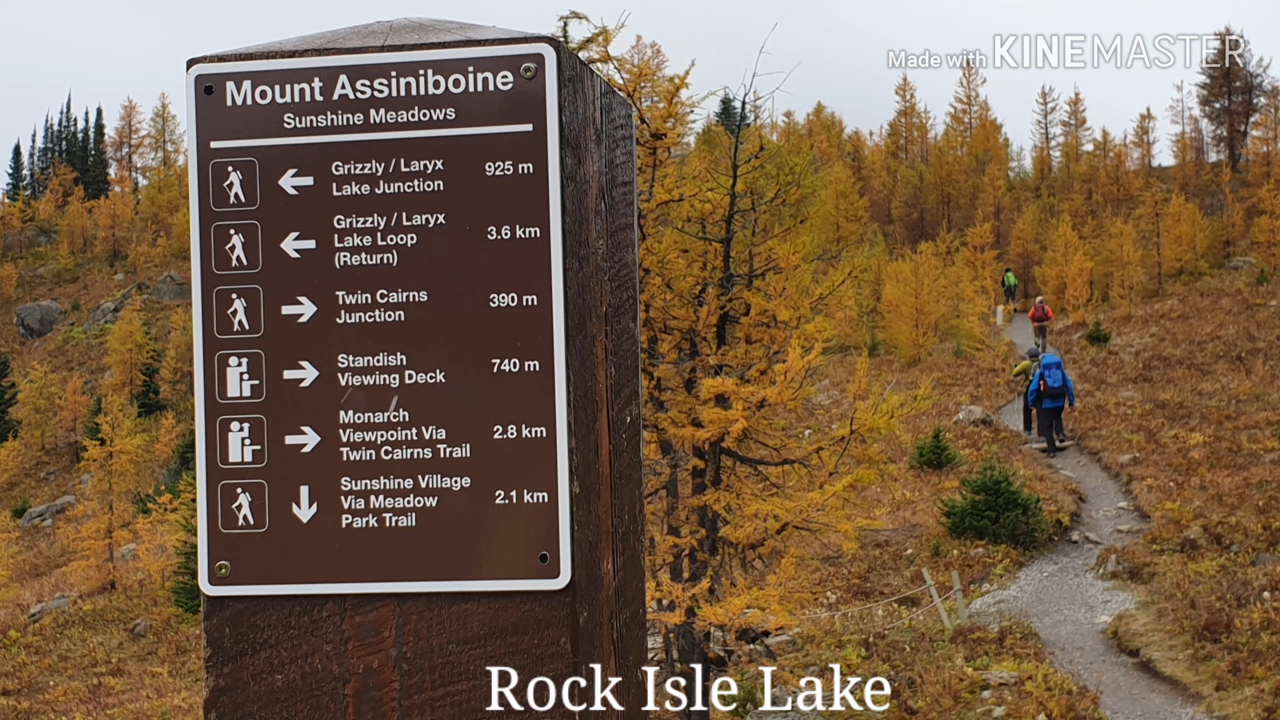 Made with KINEMASTER
Mount Assiniboine
Sunshine Meadows
Grizzly / Laryx
Lake Junction
925 m
Grizzly / Laryx
Lake Loop
(Return)
3.6 km
Twin Cairns
Junction
390 m
Standish
Viewing Deck
740 m
Monarch
Viewpoint Via
Twin Cairns Trail
2.8 km
Sunshine Village
Via Meadow
Park Trail
2.1 km
Rock Isle Lake